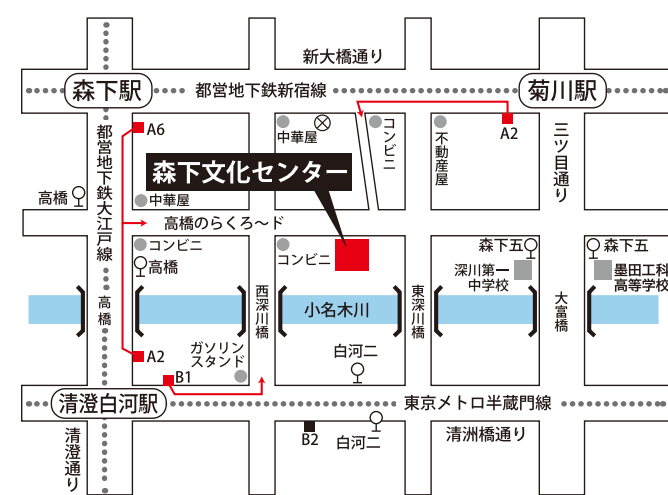 新大橋通り
森下駅
都営地下鉄新宿線
菊川駅
A6
中華屋
コンビニ
不動産屋
A2
三ツ目通り
都営地下鉄大江戸線
森下文化センター
高橋
中華屋
高橋のらくろ〜ド
コンビニ
高橋
コンビニ
森下五
森下五
深川第一
中学校
墨田工科
高等学校
高橋
西深川橋
小名木川
東深川橋
大富橋
A2
ガソリン
スタンド
白河二
B1
清澄白河駅
東京メトロ半蔵門線
清澄通り
B2
白河二
清洲橋通り